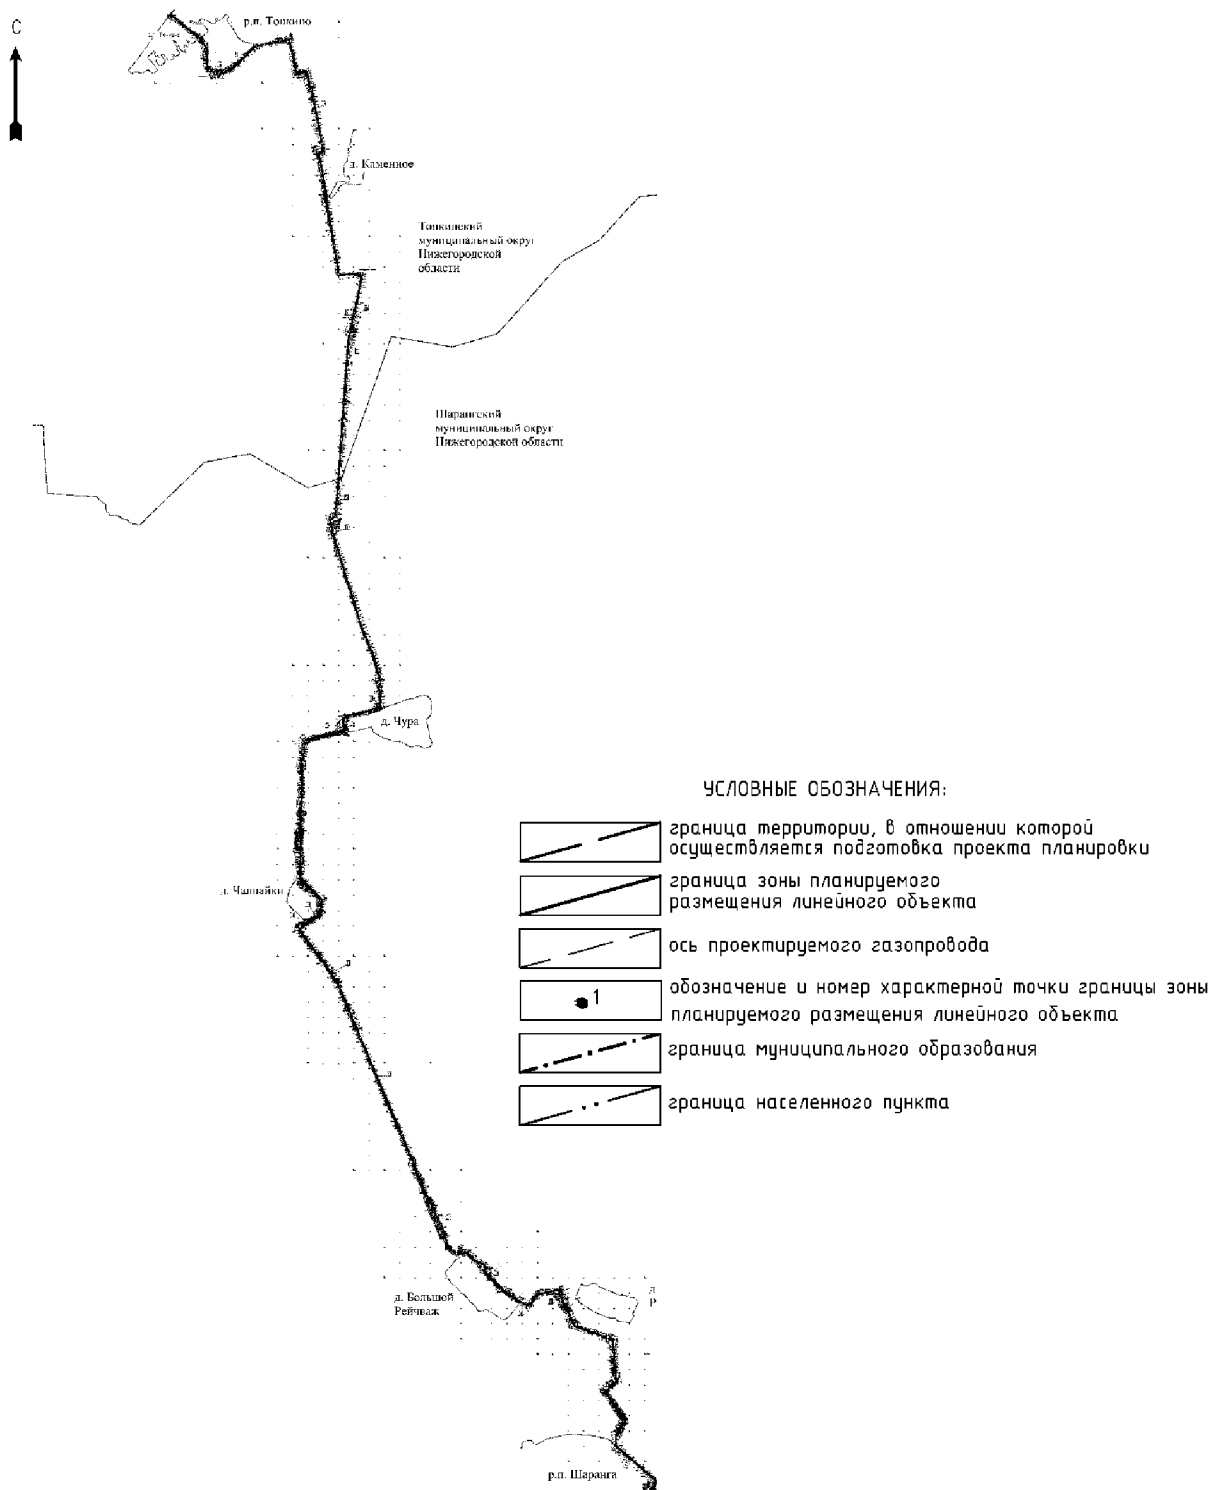 С
р.п. Тонкино
д. Каменное
Тонкинский
муниципальный округ
Нижегородской
области
Шарангский
муниципальный округ
Нижегородской области
д. Чура
УСЛОВНЫЕ ОБОЗНАЧЕНИЯ:
граница территории, в отношении которой
осуществляется подготовка проекта планировки
граница зоны планируемого
размещения линейного объекта
ось проектируемого газопровода
1
обозначение и номер характерной точки границы зоны
планируемого размещения линейного объекта
граница муниципального образования
граница населенного пункта
д.
д. Большой
Рейчваж
д
Р
р.п. Шаранга